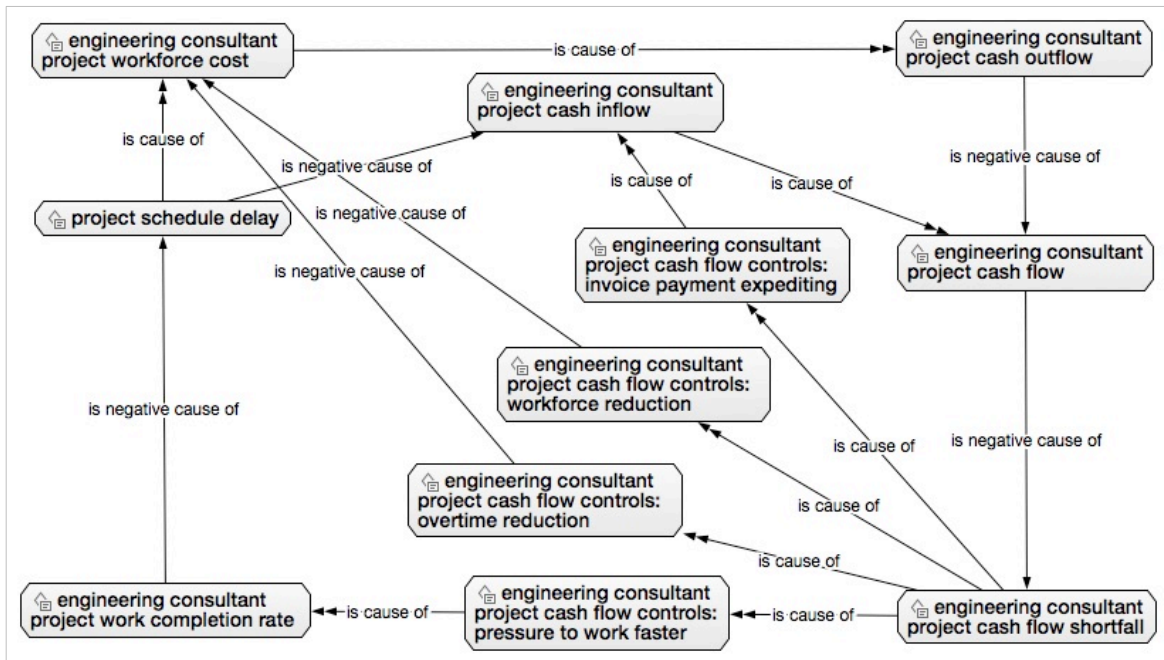 engineering consultant
project workforce cost
is cause of
engineering consultant
project cash outflow
engineering consultant
project cash inflow
is cause of
is negative cause of
is cause of
is cause of
is negative cause of
is negative cause of
project schedule delay
engineering consultant
project cash flow controls:
invoice payment expediting
engineering consultant
project cash flow
is negative cause of
engineering consultant
project cash flow controls:
workforce reduction
is negative cause of
is cause of
is negative cause of
engineering consultant
project cash flow controls:
overtime reduction
is cause of
is cause of
engineering consultant
project work completion rate
is cause of
engineering consultant
project cash flow controls:
pressure to work faster
is cause of
engineering consultant
project cash flow shortfall